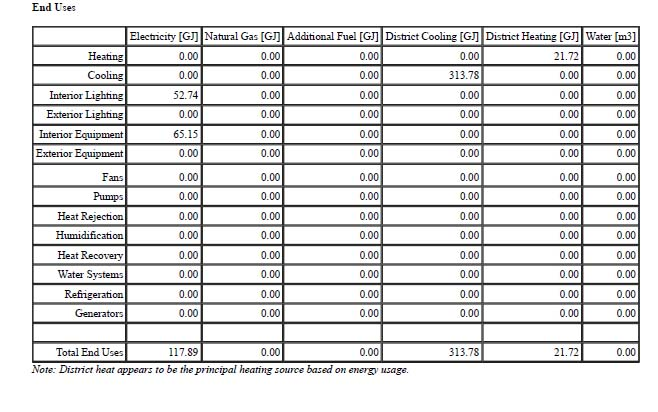 End Uses
Electricity [GJ] Natural Gas [GJ] Additional Fuel [GJ] District Cooling [GJ] District Heating [GJ] Water [m3]
Heating 0.00 0.00 0.00 0.00 21.72 0.00
Cooling 0.00 0.00 0.00 313.78 0.00 0.00
Interior Lighting 52.74 0.00 0.00 0.00 0.00 0.00
Exterior Lighting 0.00 0.00 0.00 0.00 0.00 0.00
Interior Equipment 65.15 0.00 0.00 0.00 0.00 0.00
Exterior Equipment 0.00 0.00 0.00 0.00 0.00 0.00
Fans 0.00 0.00 0.00 0.00 0.00 0.00
Pumps 0.00 0.00 0.00 0.00 0.00 0.00
Heat Rejection 0.00 0.00 0.00 0.00 0.00 0.00
Humidification 0.00 0.00 0.00 0.00 0.00 0.00
Heat Recovery 0.00 0.00 0.00 0.00 0.00 0.00
Water Systems 0.00 0.00 0.00 0.00 0.00 0.00
Refrigeration 0.00 0.00 0.00 0.00 0.00 0.00
Generators 0.00 0.00 0.00 0.00 0.00 0.00
Total End Uses 117.89 0.00 0.00 313.78 21.72 0.00
Note: District heat appears to be the principal heating source based on energy usage.